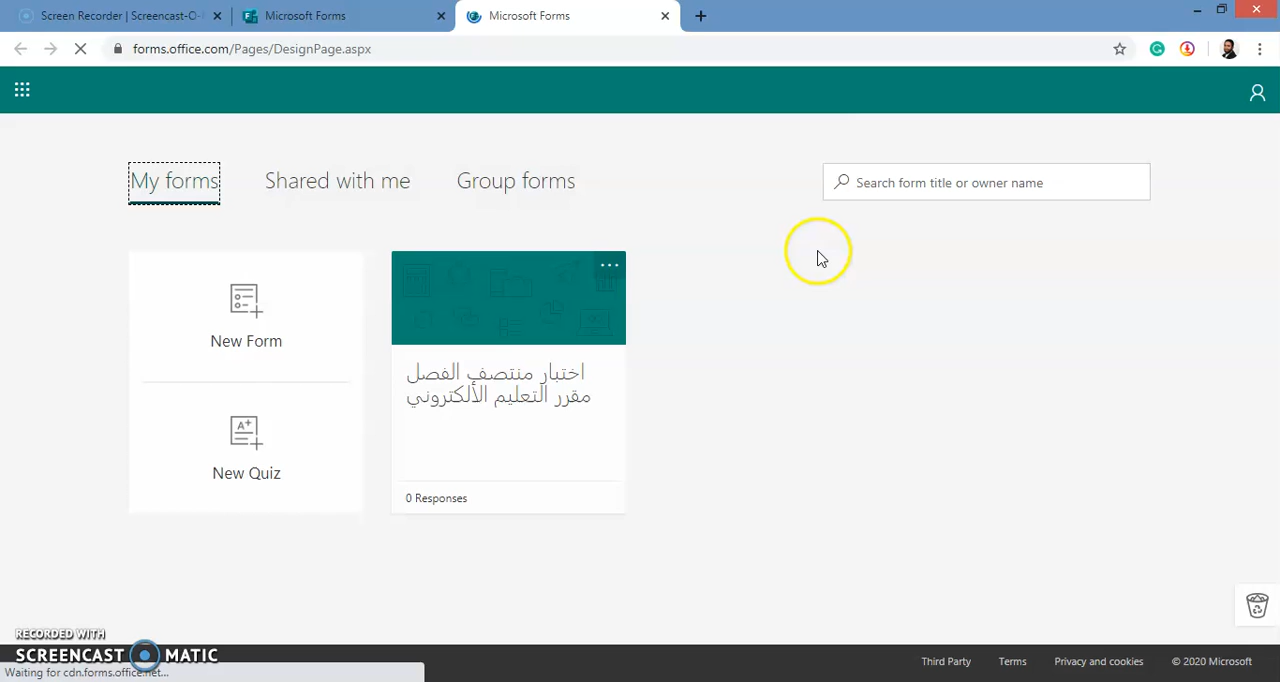 Screen Recorder | Screencast-O-
Microsoft Forms
Microsoft Forms
forms.office.com/Pages/DesignPage.aspx
My forms
Shared with me
Group forms
Search form title or owner name
New Form
New Quiz
اختبار منتصف الفصل
مقرر التعليم الألكتروني
0 Responses
RECORDED WITH
SCREENCAST MATIC
Waiting for cdn.forms.office.net...
Third Party
Terms
Privacy and cookies
© 2020 Microsoft